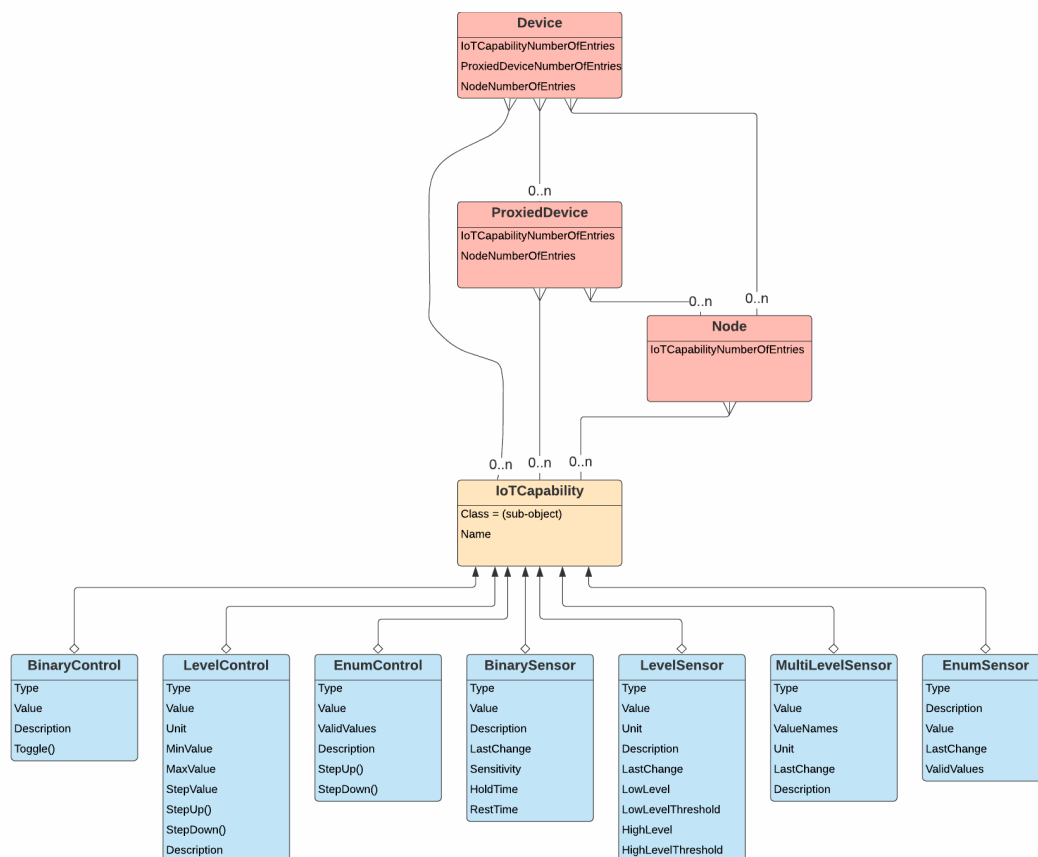 Device
IoTCapabilityNumberOfEntries
ProxiedDeviceNumberOfEntries
NodeNumberOfEntries
0..n
ProxiedDevice
IoTCapabilityNumberOfEntries
NodeNumberOfEntries
0..n
0..n
Node
IoTCapabilityNumberOfEntries
0..n
0..n
0..n
IoTCapability
Class = (sub-object)
Name
BinaryControl
Type
Value
Description
Toggle()
LevelControl
Type
Value
Unit
MinValue
MaxValue
StepValue
StepUp()
StepDown()
Description
EnumControl
Type
Value
ValidValues
Description
StepUp()
StepDown()
BinarySensor
Type
Value
Description
LastChange
Sensitivity
HoldTime
RestTime
LevelSensor
Type
Value
Unit
Description
LastChange
LowLevel
LowLevelThreshold
HighLevel
HighLevelThreshold
MultiLevelSensor
Type
Value
ValueNames
Unit
LastChange
Description
EnumSensor
Type
Description
Value
LastChange
ValidValues